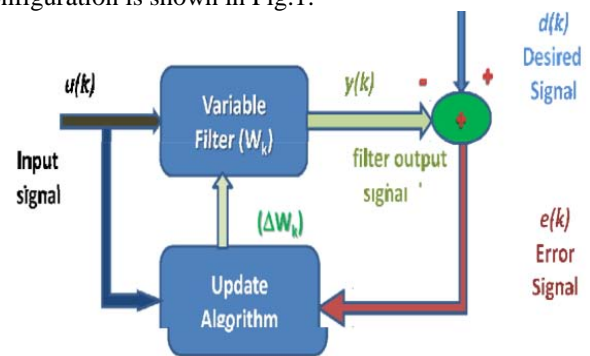 onfiguration is shown in Fig.1.
d(k)
Desired
Signal
u(k)
Input
signal
Variable
Filter (Wk)
y(k)
-
+
+
filter output
signal
(ΔWk)
e(k)
Error
Signal
Update
Algorithm